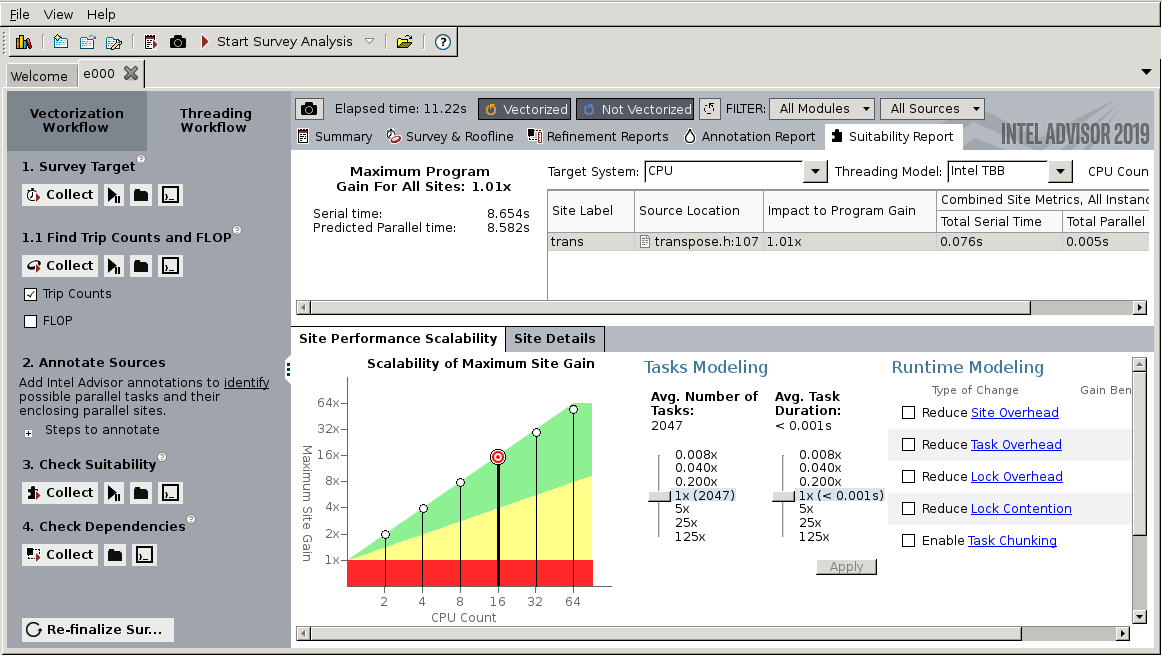 File View Help
Start Survey Analysis
Welcome e000
Vectorization Workflow
Threading Workflow
1. Survey Target
Collect
1.1 Find Trip Counts and FLOP
Collect
Trip Counts
FLOP
2. Annotate Sources
Add Intel Advisor annotations to identify
possible parallel tasks and their
enclosing parallel sites.
Steps to annotate
3. Check Suitability
Collect
4. Check Dependencies
Collect
Re-finalize Sur...
Elapsed time: 11.22s Vectorized Not Vectorized FILTER: All Modules All Sources
Summary Survey & Roofline Refinement Reports Annotation Report Suitability Report
INTEL ADVISOR 2019
Maximum Program
Gain For All Sites: 1.01x
Serial time: 8.654s
Predicted Parallel time: 8.582s
Target System: CPU Threading Model: Intel TBB CPU Coun
Site Label Source Location Impact to Program Gain Combined Site Metrics, All Instanc
Total Serial Time Total Parallel
trans transpose.h:107 1.01x 0.076s 0.005s
Site Performance Scalability Site Details
Scalability of Maximum Site Gain
Maximum Site Gain
64x
32x
16x
8x
4x
2x
1x
2 4 8 16 32 64
CPU Count
Tasks Modeling
Avg. Number of
Tasks:
2047
0.008x
0.040x
0.200x
1x (2047)
5x
25x
125x
Avg. Task
Duration:
< 0.001s
0.008x
0.040x
0.200x
1x (< 0.001s)
5x
25x
125x
Apply
Runtime Modeling
Type of Change Gain Ben
Reduce Site Overhead
Reduce Task Overhead
Reduce Lock Overhead
Reduce Lock Contention
Enable Task Chunking